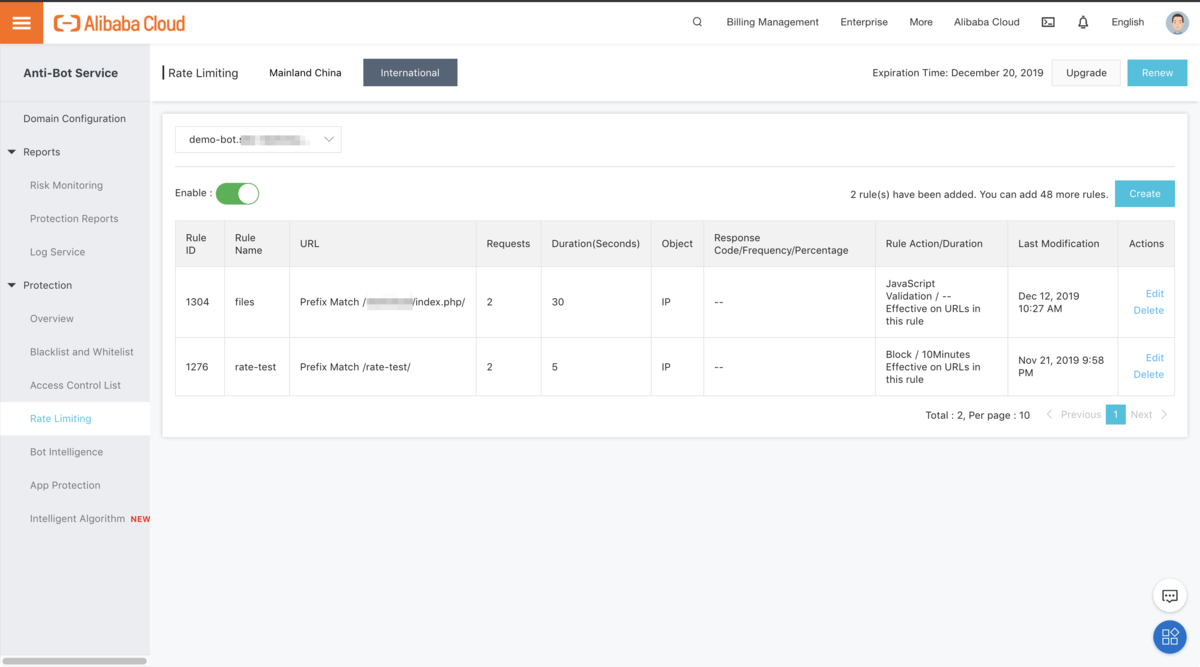 Alibaba Cloud
Billing Management
Enterprise
More
Alibaba Cloud
English
Anti-Bot Service
Domain Configuration
Reports
Risk Monitoring
Protection Reports
Log Service
Protection
Overview
Blacklist and Whitelist
Access Control List
Rate Limiting
Bot Intelligence
App Protection
Intelligent Algorithm NEW
Rate Limiting
Mainland China
International
Expiration Time: December 20, 2019
Upgrade
Renew
demo-bot.
Enable :
2 rule(s) have been added. You can add 48 more rules.
Create
Rule
ID
Rule
Name
URL
Requests
Duration(Seconds)
Object
Response
Code/Frequency/Percentage
Rule Action/Duration
Last Modification
Actions
1304
files
Prefix Match / /index.php/
2
30
IP
--
JavaScript
Validation / --
Effective on URLs in
this rule
Dec 12, 2019
10:27 AM
Edit
Delete
1276
rate-test
Prefix Match /rate-test/
2
5
IP
--
Block / 10Minutes
Effective on URLs in
this rule
Nov 21, 2019 9:58
PM
Edit
Delete
Total : 2, Per page : 10
Previous
1
Next